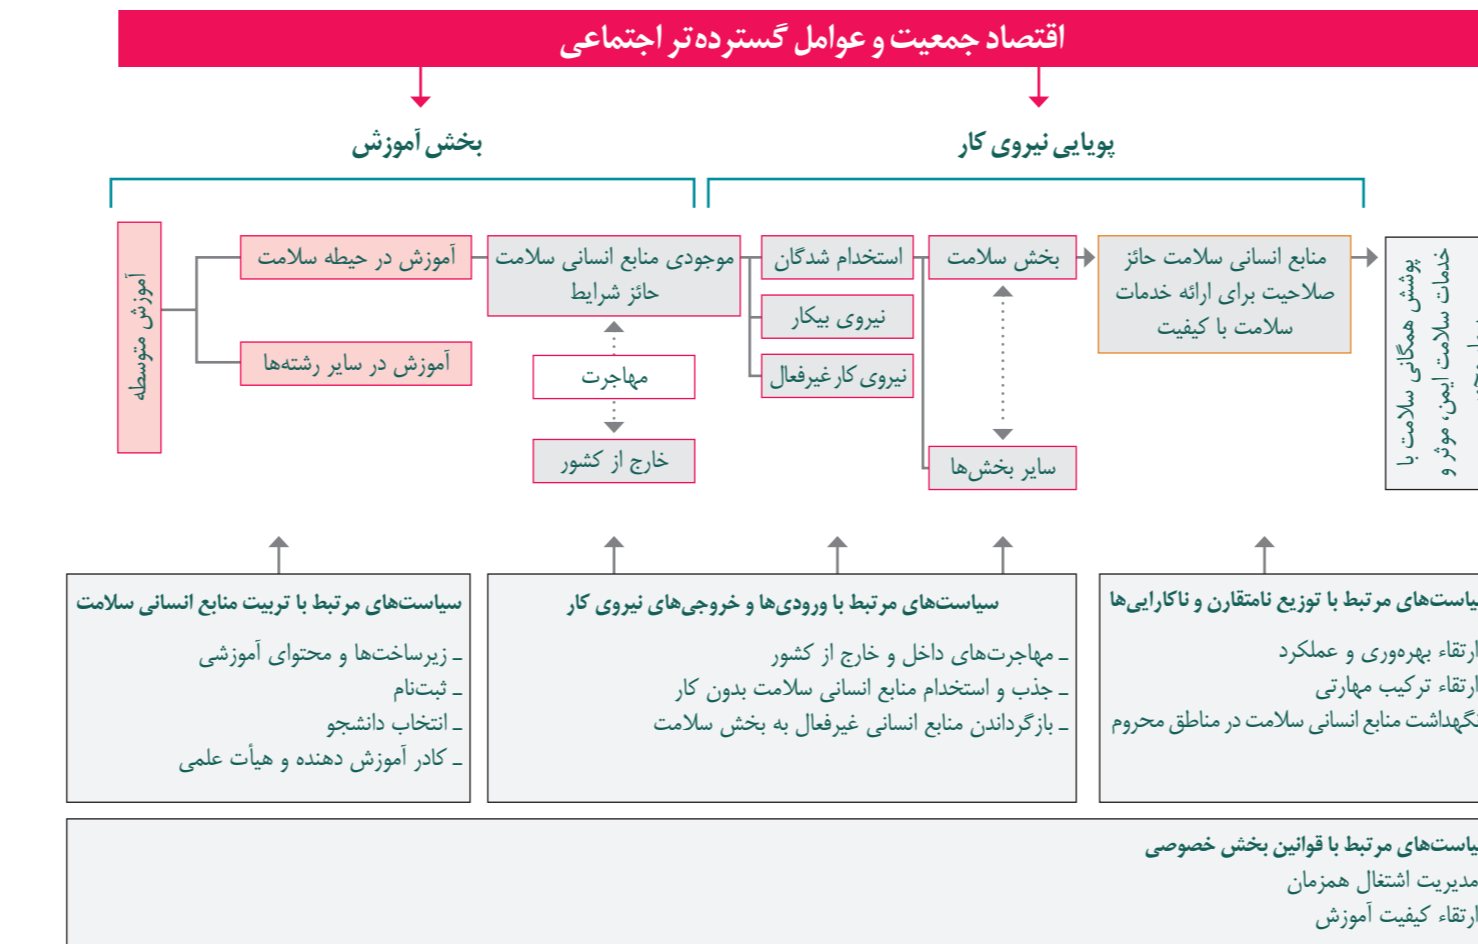 اقتصاد جمعیت و عوامل گسترده‌تر اجتماعی
بخش آموزش
پویایی نیروی کار
آموزش متوسطه
آموزش در حیطه سلامت
آموزش در سایر رشته‌ها
موجودی منابع انسانی سلامت
حائز شرایط
مهاجرت
خارج از کشور
استخدام شدگان
نیروی بیکار
نیروی کار غیرفعال
بخش سلامت
سایر بخش‌ها
منابع انسانی سلامت حائز
صلاحیت برای ارائه خدمات
سلامت با کیفیت
پوشش همگانی سلامت با
خدمات سلامت ایمن، موثر و
سیاست‌های مرتبط با تربیت منابع انسانی سلامت
ـ زیرساخت‌ها و محتوای آموزشی
ـ ثبت‌نام
ـ انتخاب دانشجو
ـ کادر آموزش دهنده و هیأت علمی
سیاست‌های مرتبط با ورودی‌ها و خروجی‌های نیروی کار
ـ مهاجرت‌های داخل و خارج از کشور
ـ جذب و استخدام منابع انسانی سلامت بدون کار
ـ بازگرداندن منابع انسانی غیرفعال به بخش سلامت
یاست‌های مرتبط با توزیع نامتقارن و ناکارایی‌ها
ارتقاء بهره‌وری و عملکرد
ارتقاء ترکیب مهارتی
نگهداشت منابع انسانی سلامت در مناطق محروم
یاست‌های مرتبط با قوانین بخش خصوصی
مدیریت اشتغال همزمان
ارتقاء کیفیت آموزش